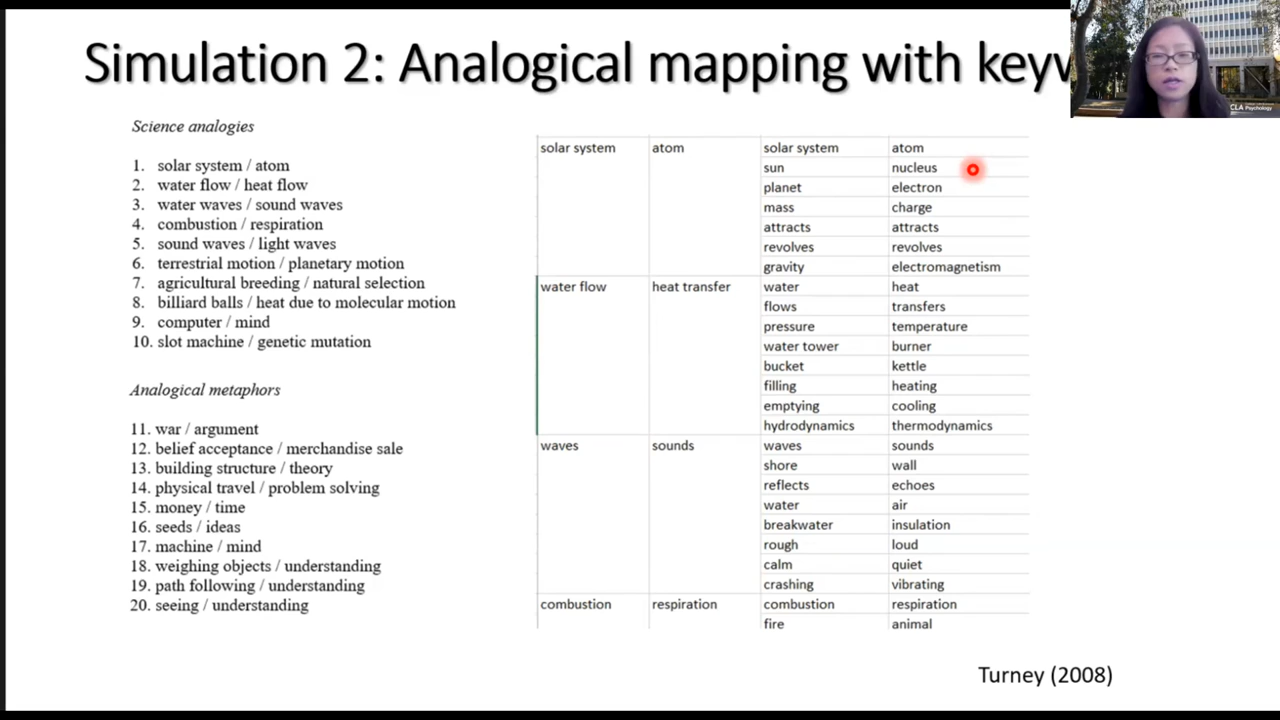 Simulation 2: Analogical mapping with
CLA Psychology
Science analogies
1. solar system / atom
2. water flow / heat flow
3. water waves / sound waves
4. combustion / respiration
5. sound waves / light waves
6. terrestrial motion / planetary motion
7. agricultural breeding / natural selection
8. billiard balls / heat due to molecular motion
9. computer / mind
10. slot machine / genetic mutation
Analogical metaphors
11. war / argument
12. belief acceptance / merchandise sale
13. building structure / theory
14. physical travel / problem solving
15. money / time
16. seeds / ideas
17. machine / mind
18. weighing objects / understanding
19. path following / understanding
20. seeing / understanding
solar system atom solar system atom
sun nucleus
planet electron
mass charge
attracts attracts
revolves revolves
gravity electromagnetism
water flow heat transfer water heat
flows transfers
pressure temperature
water tower burner
bucket kettle
filling heating
emptying cooling
hydrodynamics thermodynamics
waves sounds waves sounds
shore wall
reflects echoes
water air
breakwater insulation
rough loud
calm quiet
crashing vibrating
combustion respiration combustion respiration
fire animal
Turney (2008)